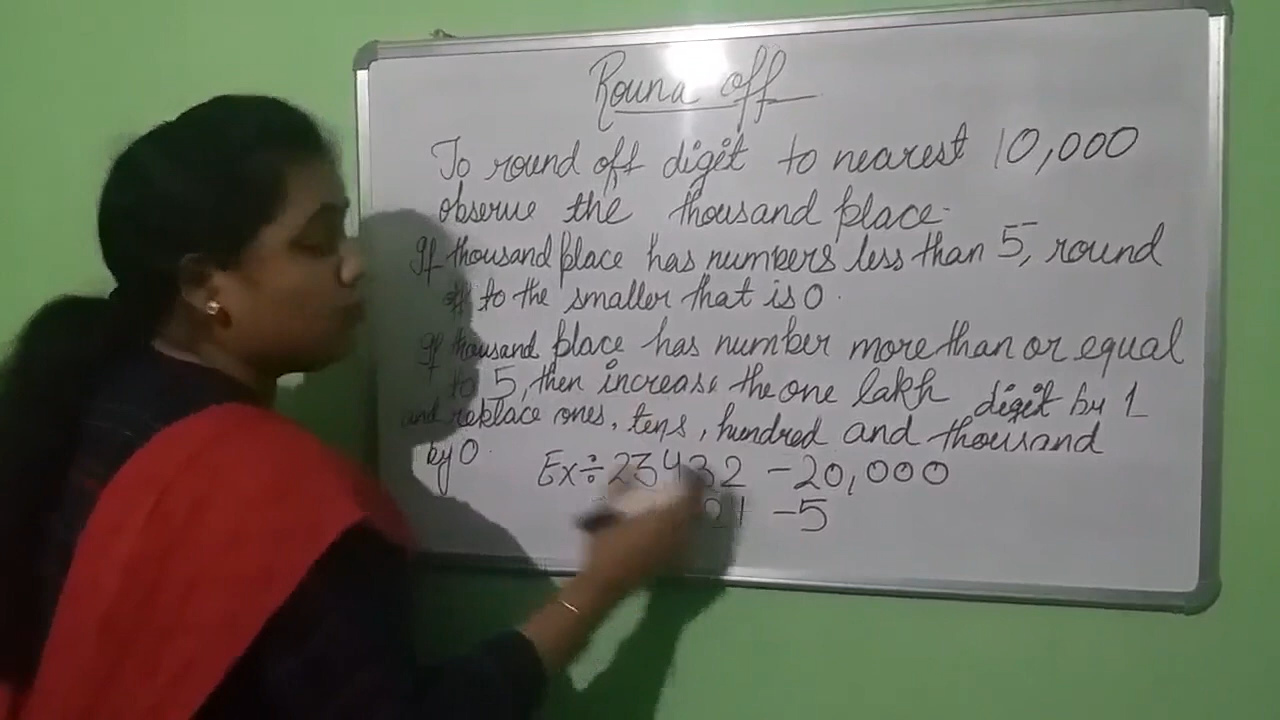 Round off
To round off digit to nearest 10,000
observe the thousand place.
If thousand place has numbers less than 5, round
off to the smaller that is 0.
If thousand place has number more than or equal
to 5, then increase the one lakh digit by 1
and replace ones, tens, hundred and thousand
by 0.
Ex÷ 23432 - 20,000
21 - 5